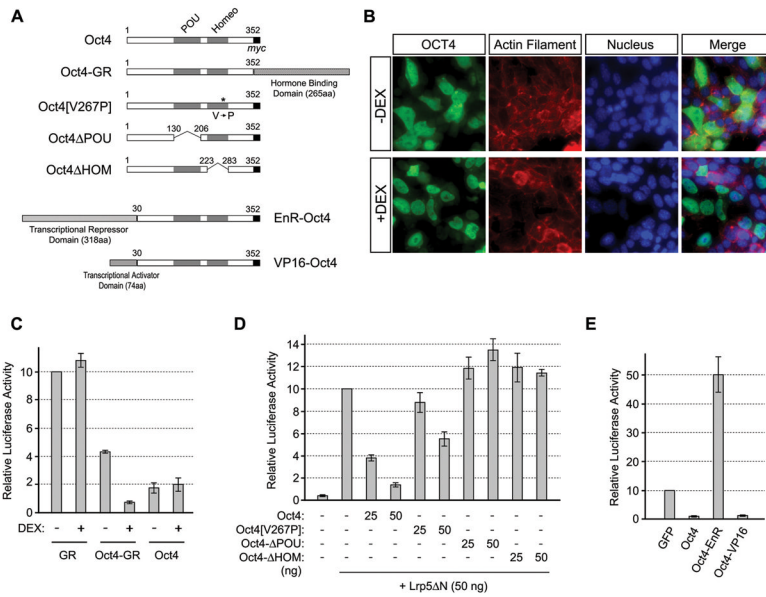 A
POU
Homeo
Oct4
1
352
myc
Oct4-GR
1
352
Hormone Binding
Domain (265aa)
Oct4[V267P]
1
352
*
V→P
Oct4ΔPOU
1
130
206
352
Oct4ΔHOM
1
223
283
352
30
352
EnR-Oct4
Transcriptional Repressor
Domain (318aa)
30
352
VP16-Oct4
Transcriptional Activator
Domain (74aa)
B
OCT4
Actin Filament
Nucleus
Merge
-DEX
+DEX
C
Relative Luciferase Activity
10
8
6
4
2
0
DEX: - + - + - +
GR Oct4-GR Oct4
D
Relative Luciferase Activity
14
12
10
8
6
4
2
0
Oct4: - - 25 50 - - - - - -
Oct4[V267P]: - - - - 25 50 - - - -
Oct4-ΔPOU: - - - - - - 25 50 - -
Oct4-ΔHOM: - - - - - - - - 25 50
(ng)
+ Lrp5ΔN (50 ng)
E
Relative Luciferase Activity
50
40
30
20
10
0
GFP
Oct4
Oct4-EnR
Oct4-VP16